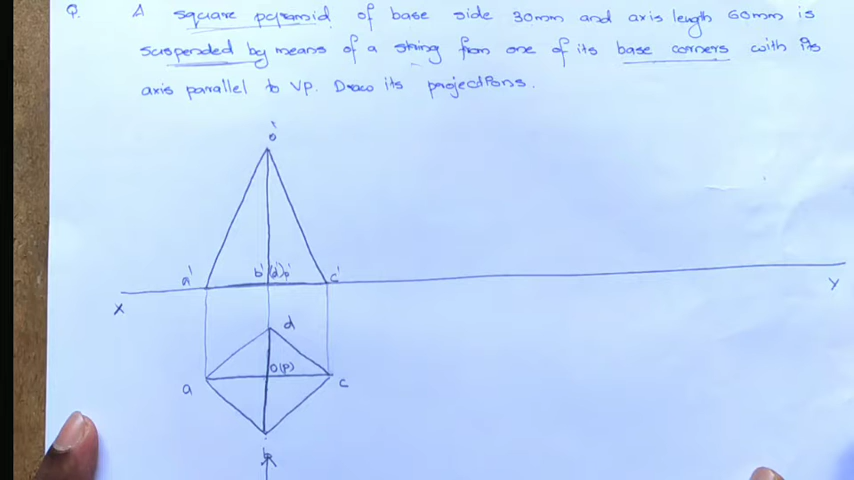 Q. A square pyramid of base side 30mm and axis length 60mm is
suspended by means of a string from one of its base corners with its
axis parallel to VP. Draw its projections.
o'
a' b'(d')p' c'
X Y
d
o(p)
a c
b